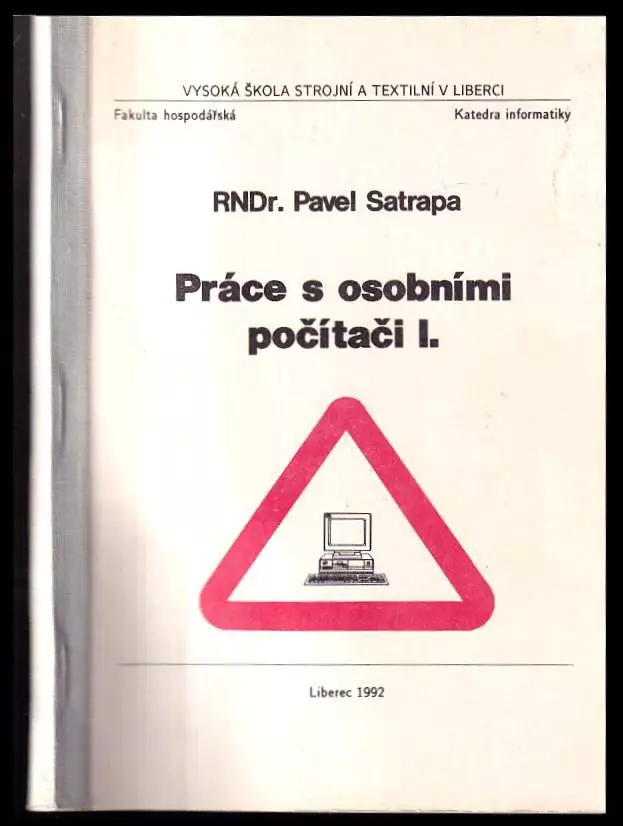 VYSOKÁ ŠKOLA STROJNÍ A TEXTILNÍ V LIBERCI
Fakulta hospodářská Katedra informatiky
RNDr. Pavel Satrapa
Práce s osobními
počítači I.
Liberec 1992